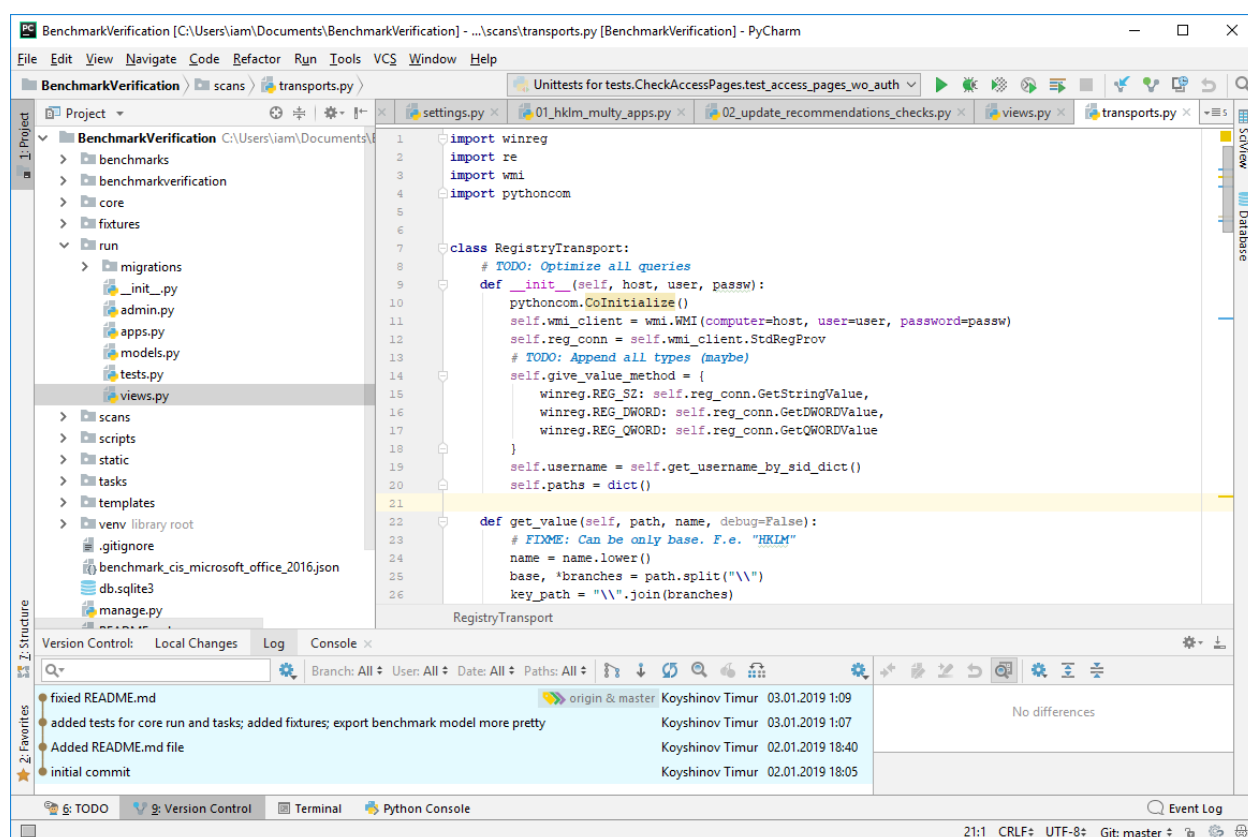 BenchmarkVerification [C:\Users\iam\Documents\BenchmarkVerification] - ...\scans\transports.py [BenchmarkVerification] - PyCharm
File Edit View Navigate Code Refactor Run Tools VCS Window Help
BenchmarkVerification scans transports.py Unittests for tests.CheckAccessPages.test_access_pages_wo_auth
Project settings.py 01_hklm_multy_apps.py 02_update_recommendations_checks.py views.py transports.py
1: Project
BenchmarkVerification C:\Users\iam\Documents\
benchmarks
benchmarkverification
core
fixtures
run
migrations
__init__.py
admin.py
apps.py
models.py
tests.py
views.py
scans
scripts
static
tasks
templates
venv library root
.gitignore
benchmark_cis_microsoft_office_2016.json
db.sqlite3
manage.py
1 import winreg
2 import re
3 import wmi
4 import pythoncom
5
6
7 class RegistryTransport:
8 # TODO: Optimize all queries
9 def __init__(self, host, user, passw):
10 pythoncom.CoInitialize()
11 self.wmi_client = wmi.WMI(computer=host, user=user, password=passw)
12 self.reg_conn = self.wmi_client.StdRegProv
13 # TODO: Append all types (maybe)
14 self.give_value_method = {
15 winreg.REG_SZ: self.reg_conn.GetStringValue,
16 winreg.REG_DWORD: self.reg_conn.GetDWORDValue,
17 winreg.REG_QWORD: self.reg_conn.GetQWORDValue
18 }
19 self.username = self.get_username_by_sid_dict()
20 self.paths = dict()
21
22 def get_value(self, path, name, debug=False):
23 # FIXME: Can be only base. F.e. "HKLM"
24 name = name.lower()
25 base, *branches = path.split("\\")
26 key_path = "\\".join(branches)
RegistryTransport
SciView
Database
Z: Structure
2: Favorites
Version Control: Local Changes Log Console
Branch: All User: All Date: All Paths: All
fixied README.md origin & master Koyshinov Timur 03.01.2019 1:09
added tests for core run and tasks; added fixtures; export benchmark model more pretty Koyshinov Timur 03.01.2019 1:07
Added README.md file Koyshinov Timur 02.01.2019 18:40
initial commit Koyshinov Timur 02.01.2019 18:05
No differences
6: TODO 9: Version Control Terminal Python Console Event Log
21:1 CRLF UTF-8 Git: master